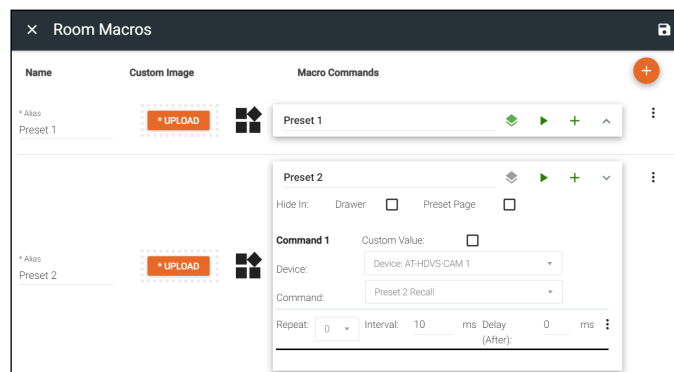 × Room Macros
Name Custom Image Macro Commands
* Alias
Preset 1
* UPLOAD
Preset 1
Preset 2
Hide In: Drawer Preset Page
Command 1 Custom Value:
* Alias
Preset 2
* UPLOAD
Device: Device: AT-HDVS-CAM 1
Command: Preset 2 Recall
Repeat: 0 Interval: 10 ms Delay (After): 0 ms